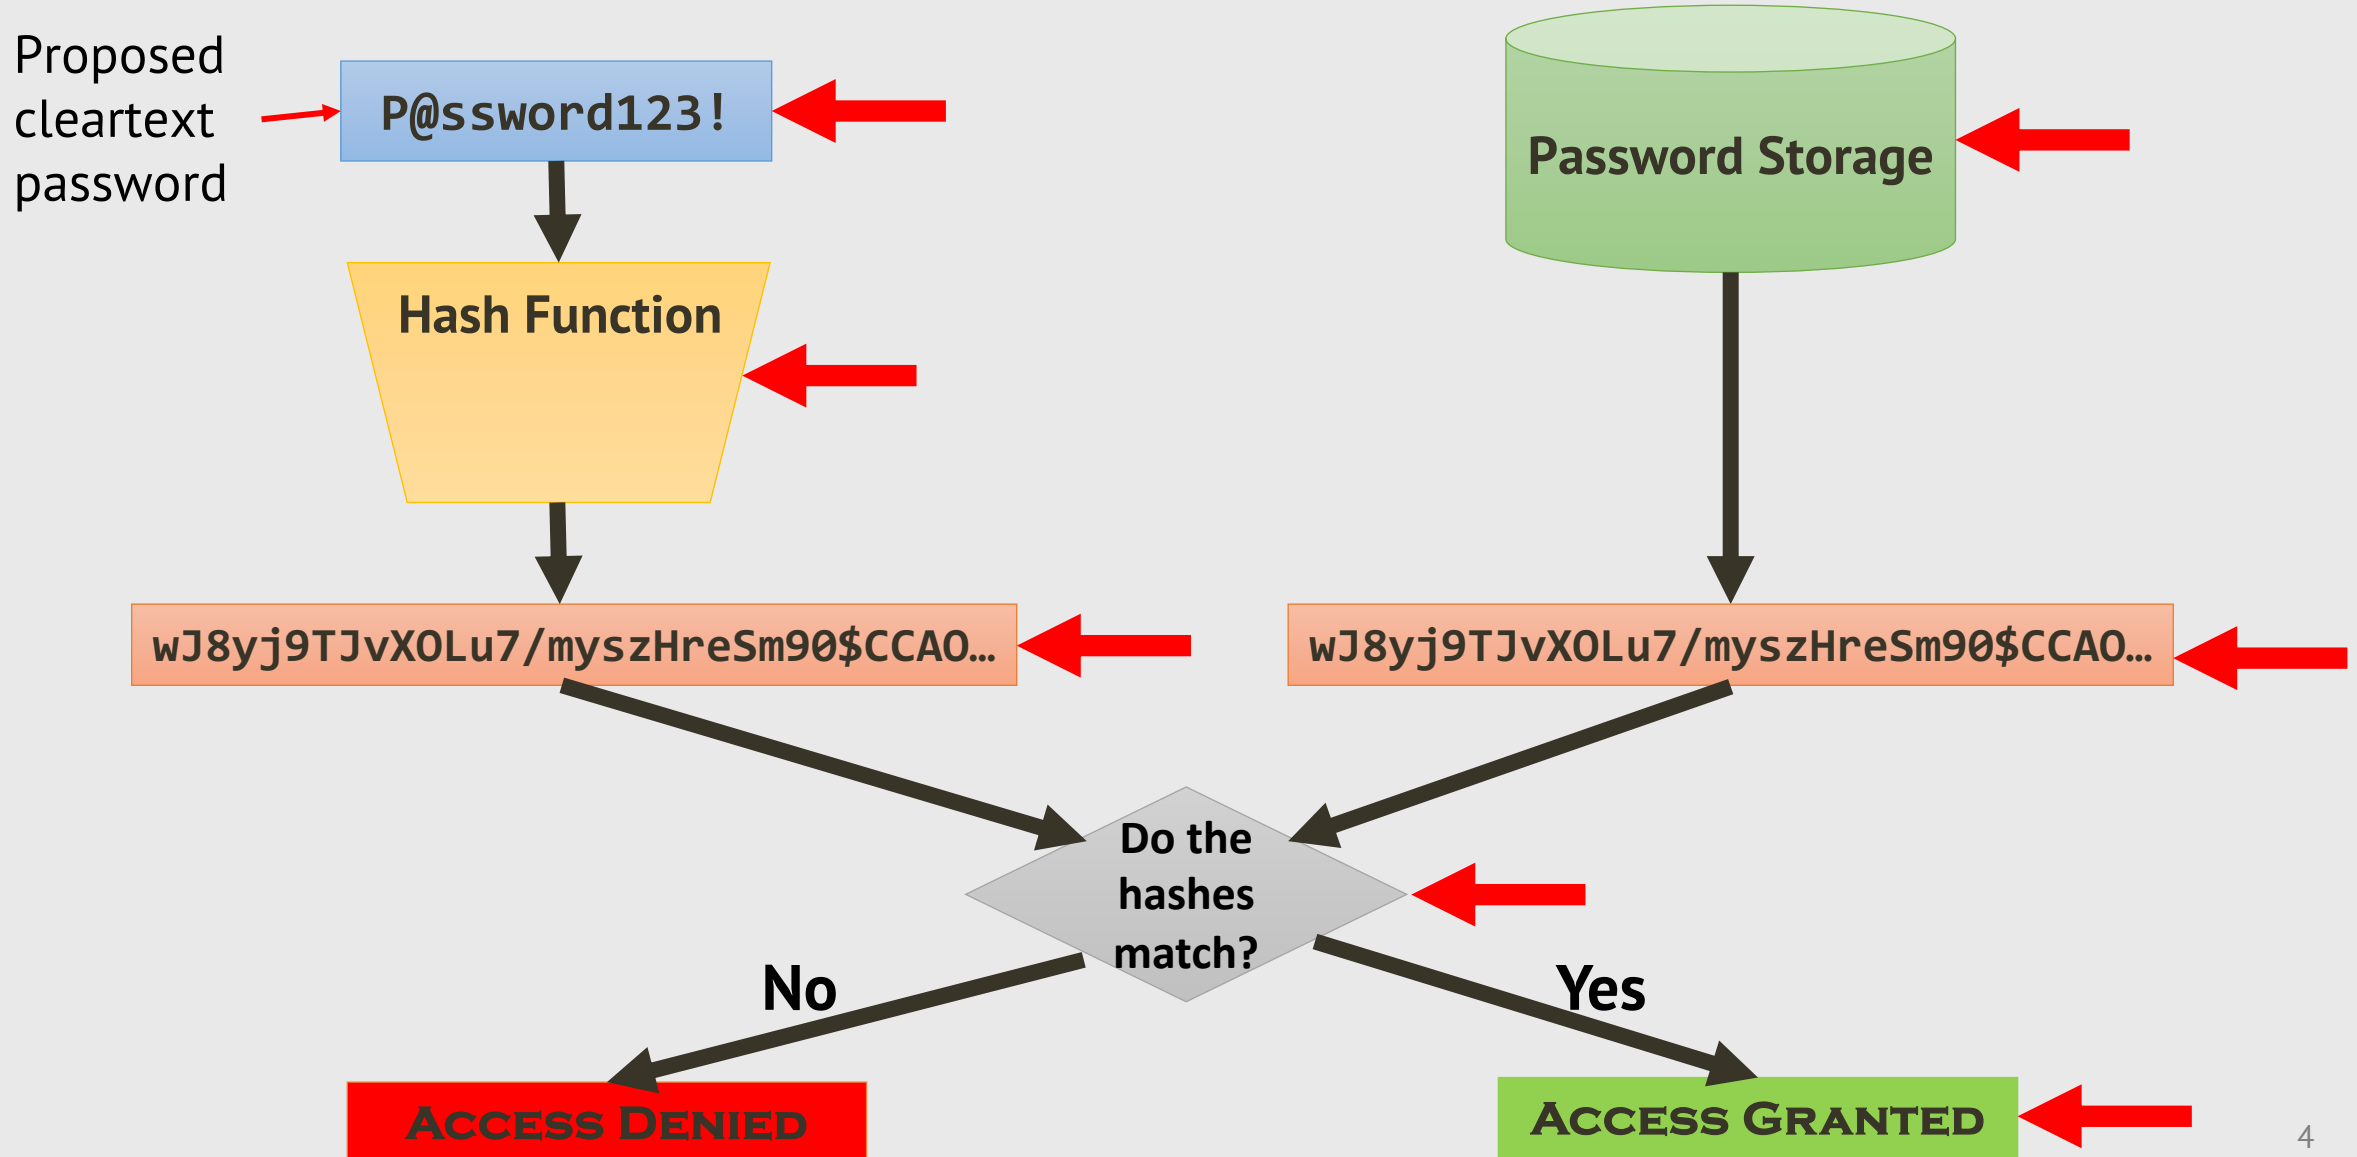 Proposed
cleartext
password
P@ssword123!
Password Storage
Hash Function
wJ8yj9TJvXOLu7/myszHreSm90$CCAO…
wJ8yj9TJvXOLu7/myszHreSm90$CCAO…
Do the
hashes
match?
No
Yes
Access Denied
Access Granted
4